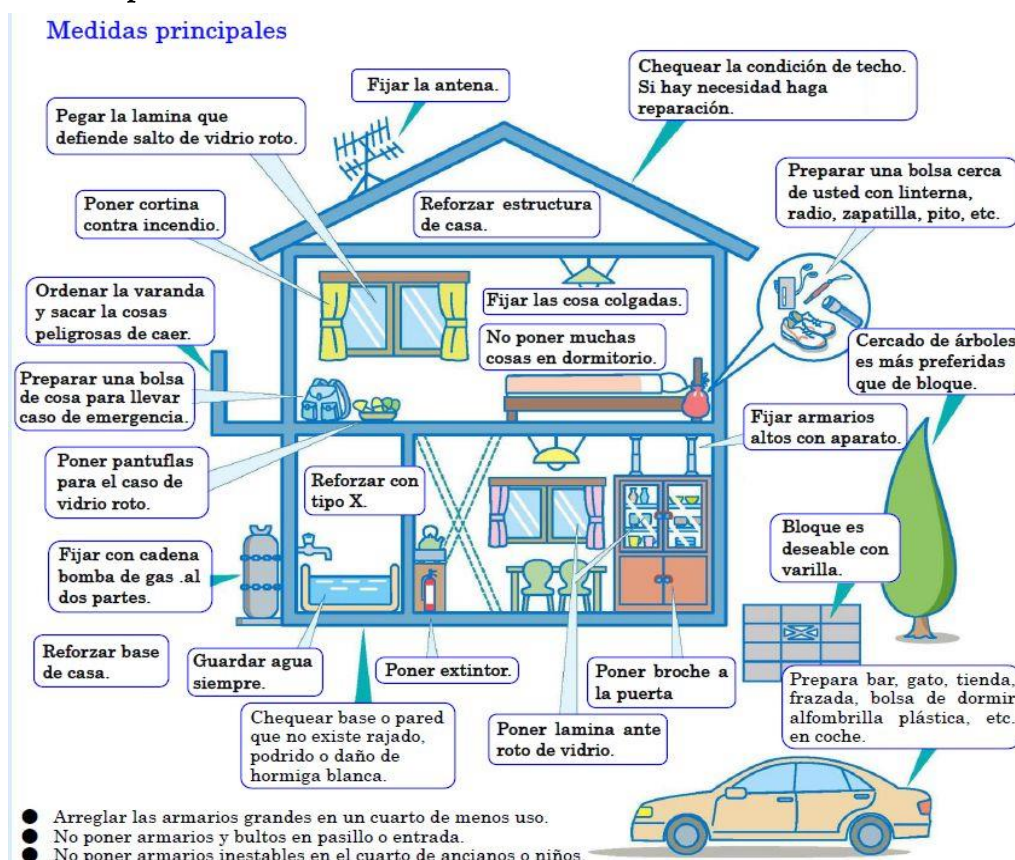 Medidas principales
Fijar la antena.
Chequear la condición de techo.
Si hay necesidad haga
reparación.
Pegar la lamina que
defiende salto de vidrio roto.
Preparar una bolsa cerca
de usted con linterna,
radio, zapatilla, pito, etc.
Poner cortina
contra incendio.
Reforzar estructura
de casa.
Ordenar la varanda
y sacar la cosas
peligrosas de caer.
Fijar las cosa colgadas.
No poner muchas
cosas en dormitorio.
Cercado de árboles
es más preferidas
que de bloque.
Preparar una bolsa
de cosa para llevar
caso de emergencia.
Fijar armarios
altos con aparato.
Poner pantuflas
para el caso de
vidrio roto.
Reforzar con
tipo X.
Bloque es
deseable con
varilla.
Fijar con cadena
bomba de gas .al
dos partes.
Reforzar base
de casa.
Guardar agua
siempre.
Poner extintor.
Poner broche a
la puerta
Prepara bar, gato, tienda,
frazada, bolsa de dormir
alfombrilla plástica, etc.
en coche.
Chequear base o pared
que no existe rajado,
podrido o daño de
hormiga blanca.
Poner lamina ante
roto de vidrio.
● Arreglar las armarios grandes en un cuarto de menos uso.
● No poner armarios y bultos en pasillo o entrada.
● No poner armarios inestables en el cuarto de ancianos o niños.